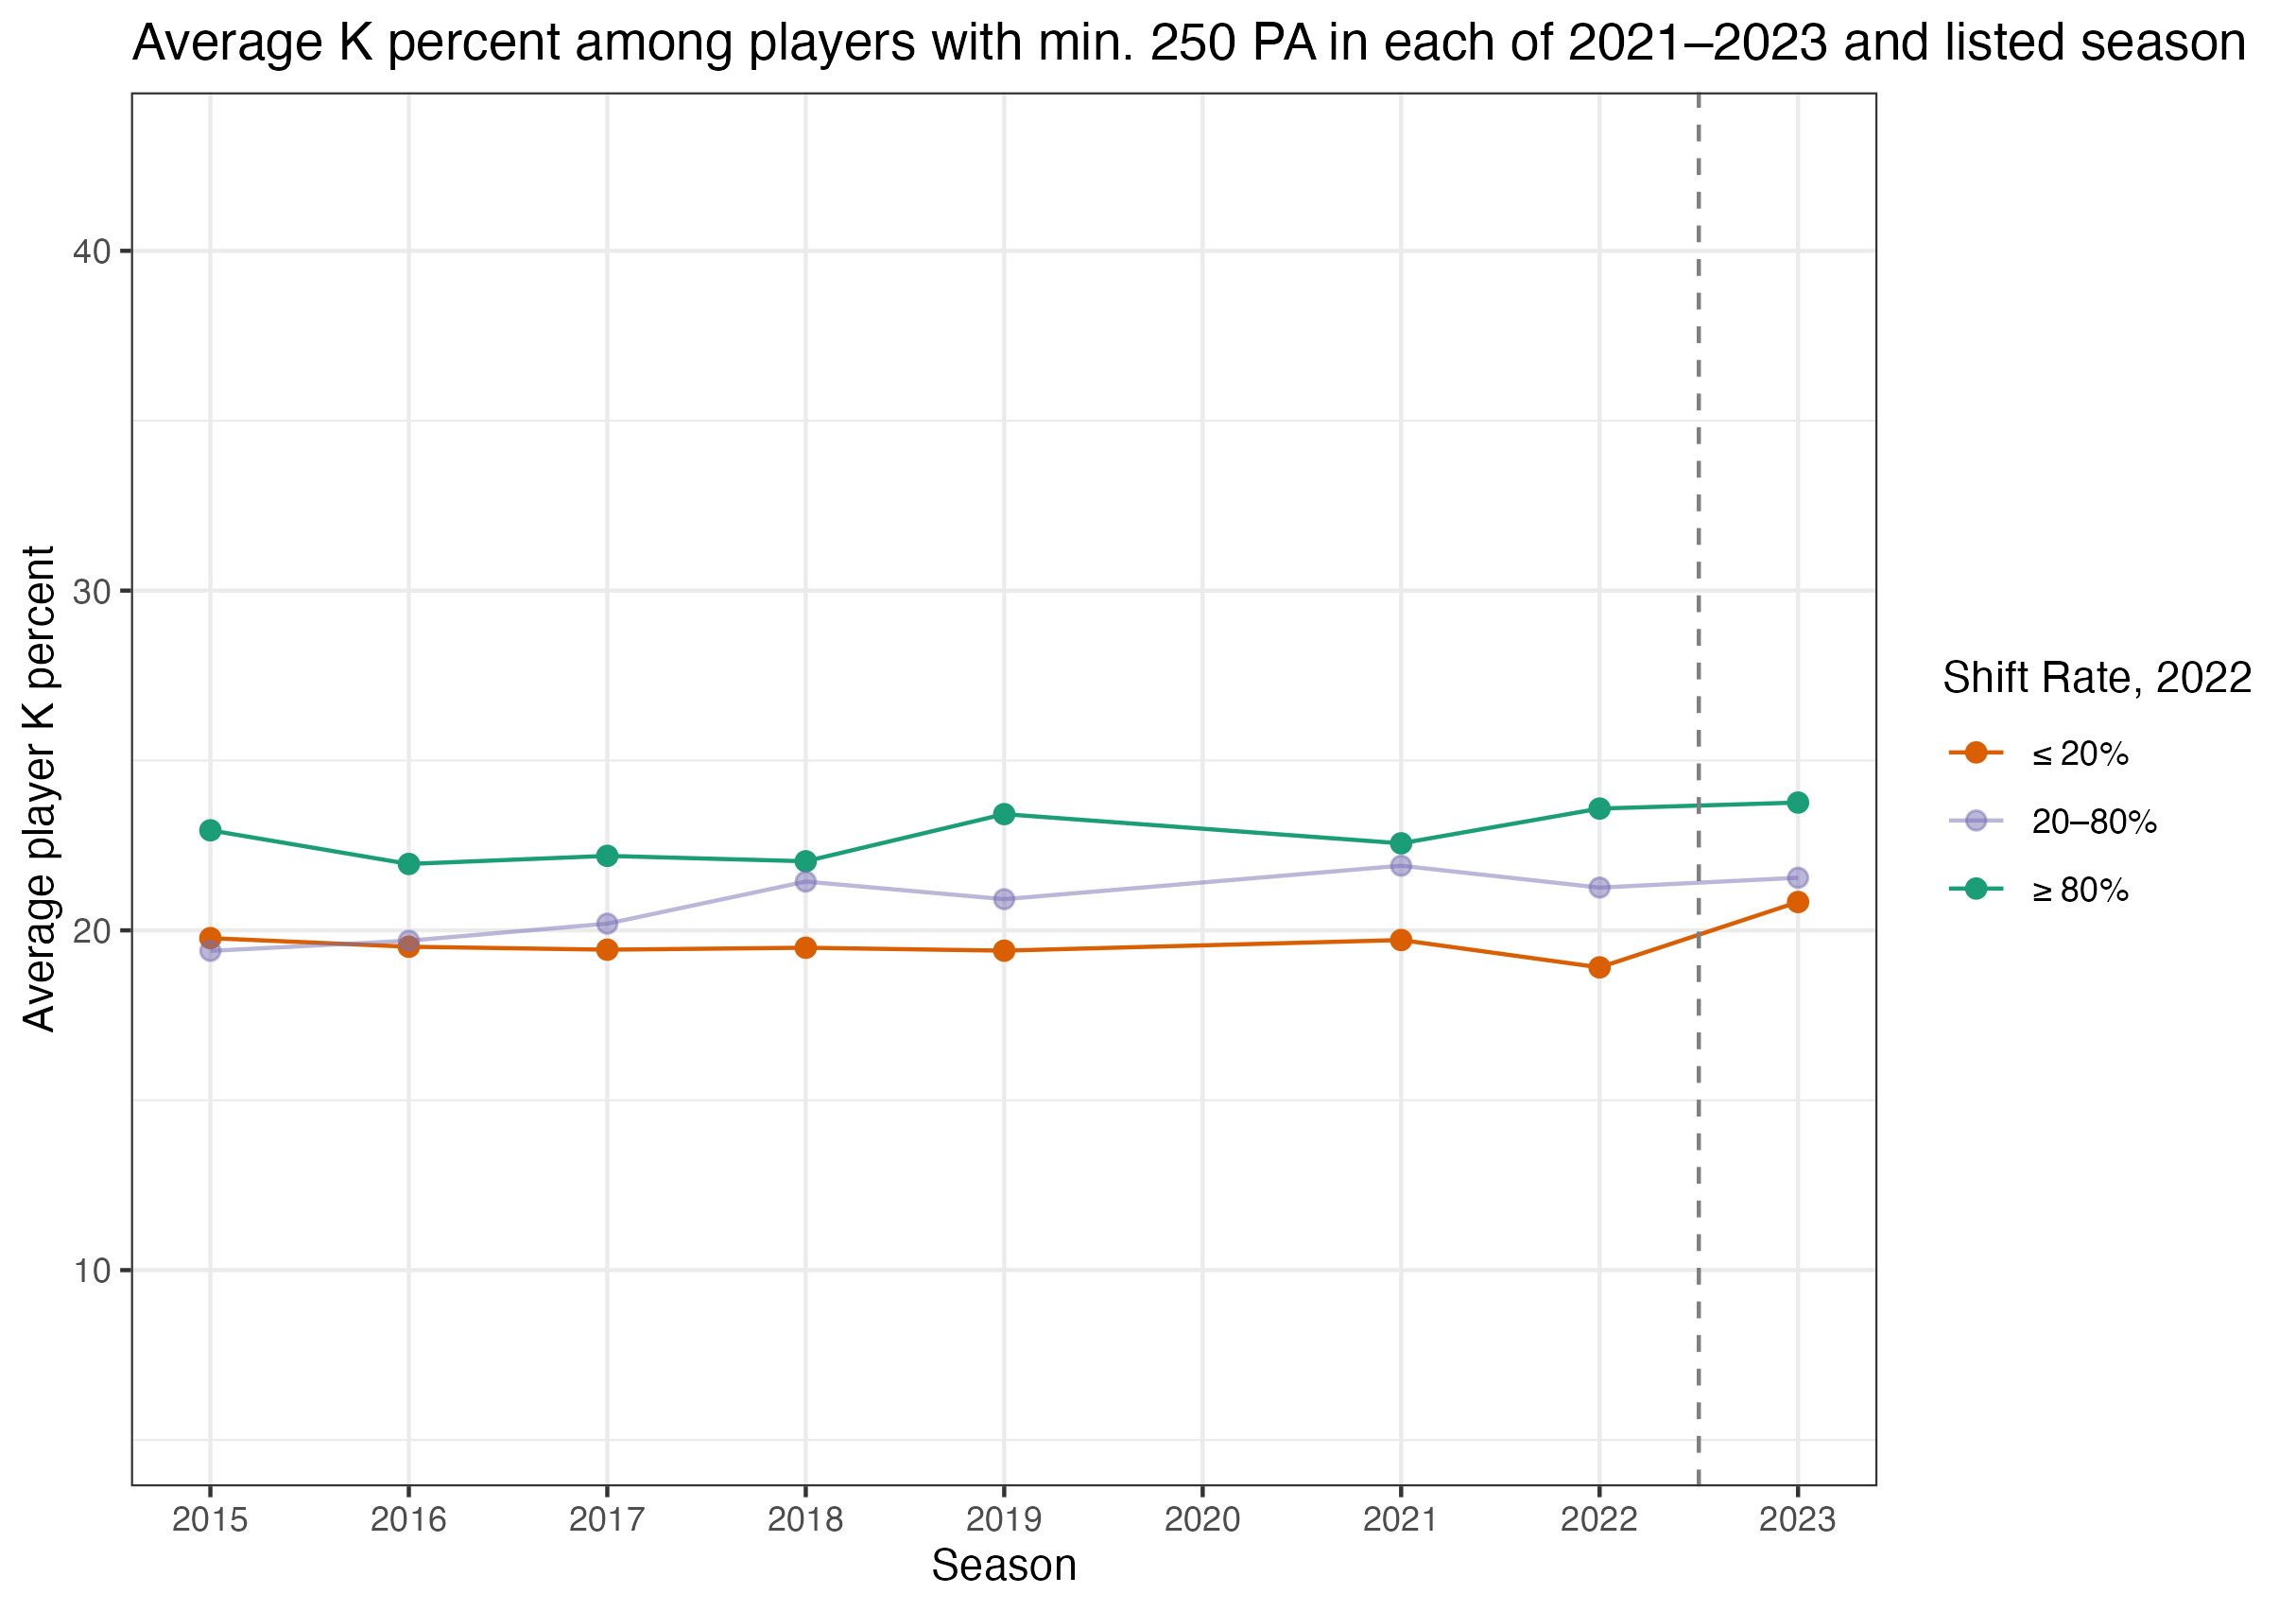 Average K percent among players with min. 250 PA in each of 2021–2023 and listed season
Average player K percent
40
30
20
10
2015 2016 2017 2018 2019 2020 2021 2022 2023
Season
Shift Rate, 2022
≤ 20%
20–80%
≥ 80%